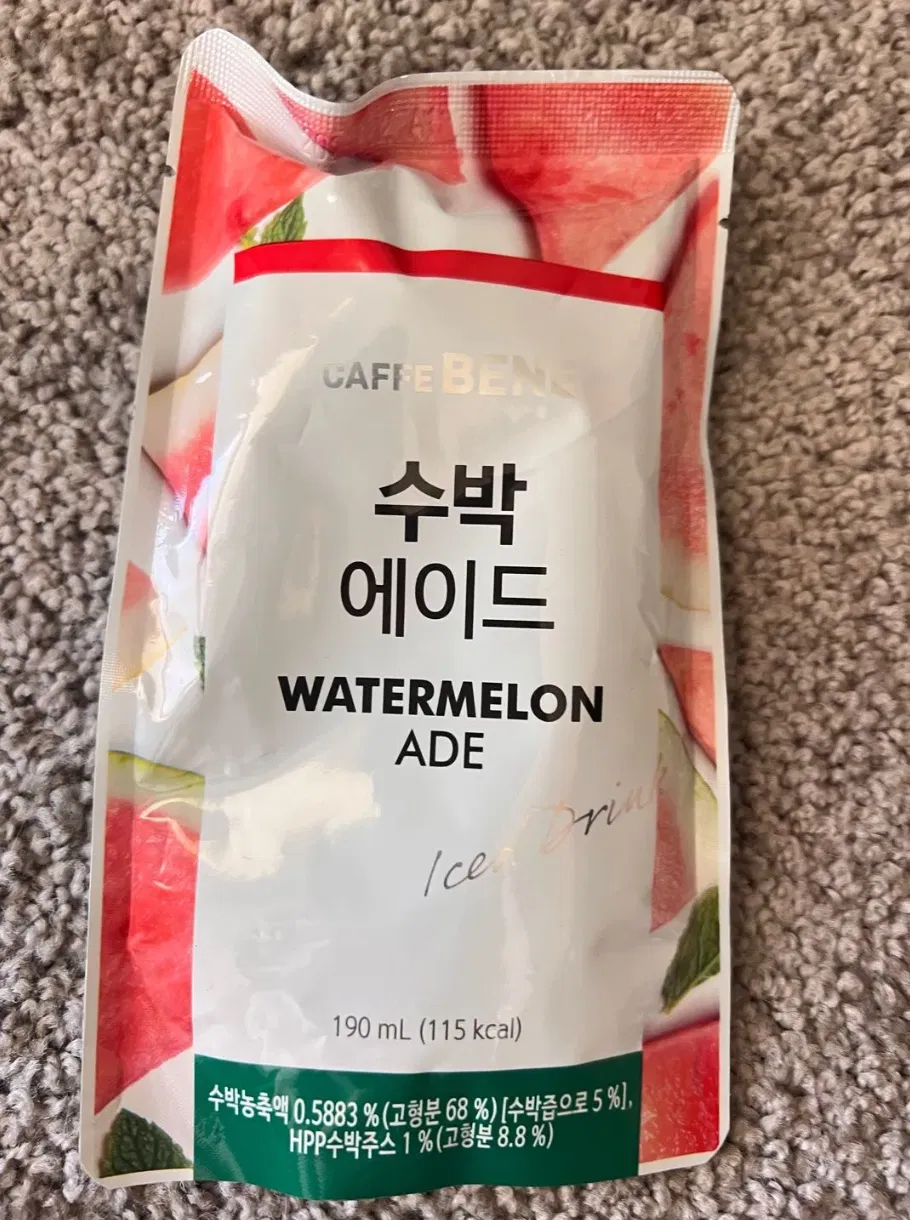 CAFFE BENE
수박
에이드
WATERMELON
ADE
Iced Drink
190 mL (115 kcal)
수박농축액 0.5883 % (고형분 68 %) [수박즙으로 5 %],
HPP수박주스 1 % (고형분 8.8 %)